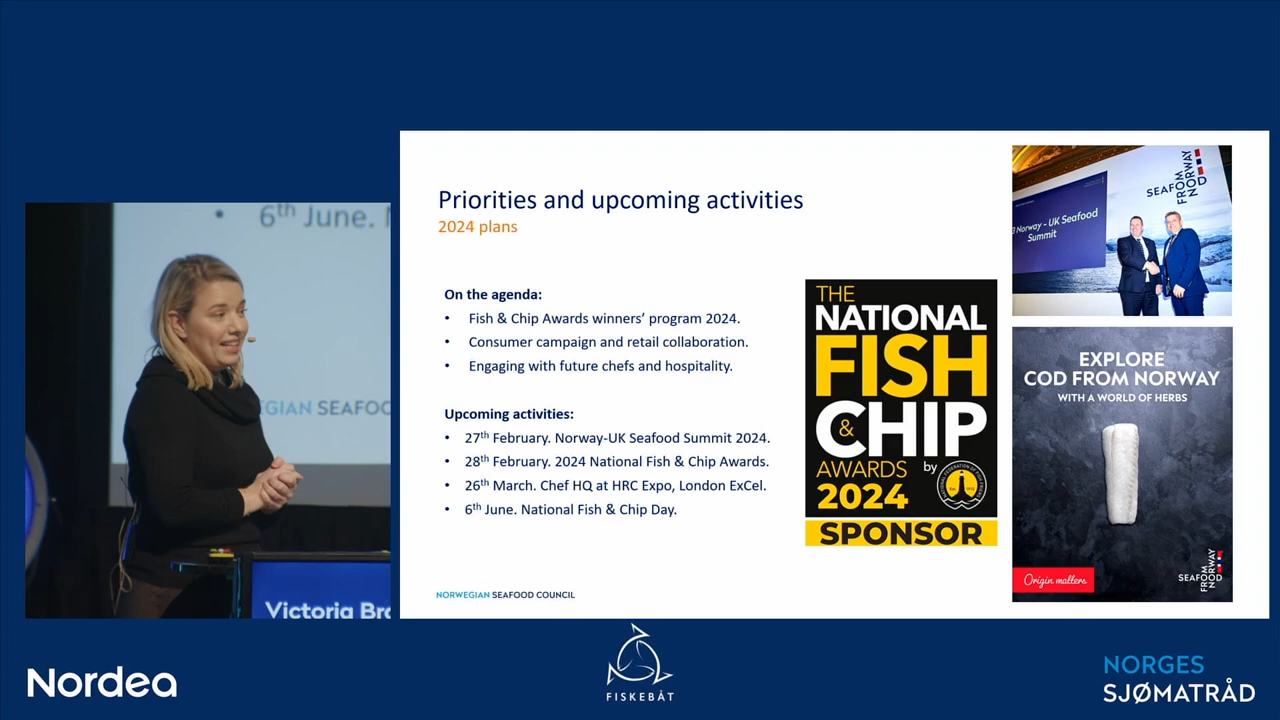 6th June.
GIAN SEAFOO
Victoria Bra
Priorities and upcoming activities
2024 plans
On the agenda:
• Fish & Chip Awards winners’ program 2024.
• Consumer campaign and retail collaboration.
• Engaging with future chefs and hospitality.
Upcoming activities:
• 27th February. Norway-UK Seafood Summit 2024.
• 28th February. 2024 National Fish & Chip Awards.
• 26th March. Chef HQ at HRC Expo, London ExCel.
• 6th June. National Fish & Chip Day.
NORWEGIAN SEAFOOD COUNCIL
THE
NATIONAL
FISH
& CHIP
AWARDS by
2024
SPONSOR
SEAFOOD
FROM
NORWAY
3 Norway - UK Seafood
Summit
EXPLORE
COD FROM NORWAY
WITH A WORLD OF HERBS
Origin matters.
SEAFOOD
FROM
NORWAY
Nordea
FISKEBÅT
NORGES
SJØMATRÅD